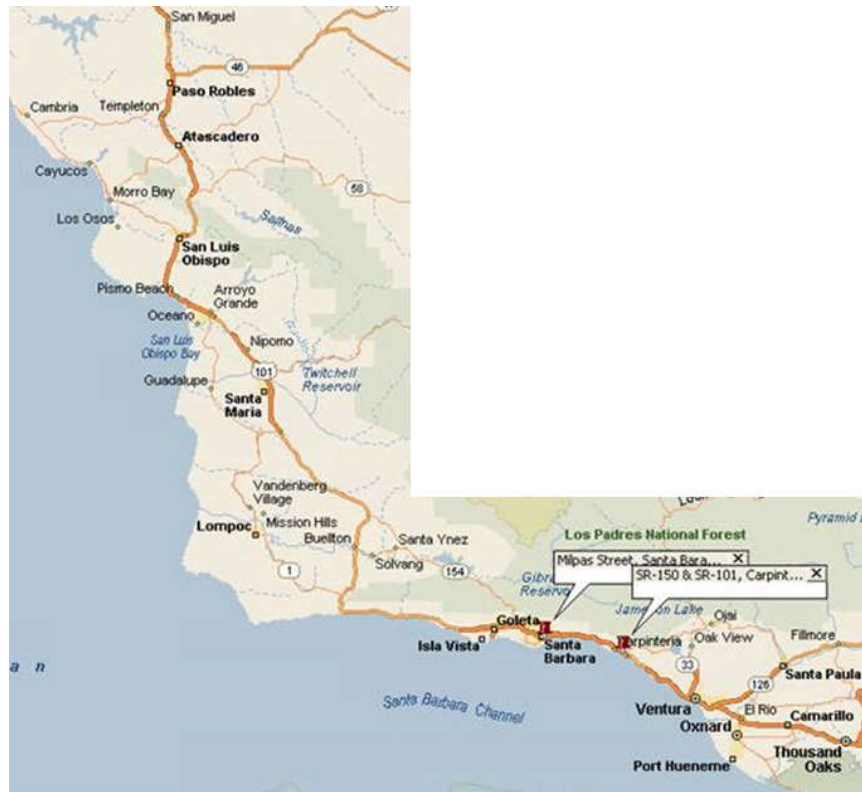 San Miguel
46
Paso Robles
Cambria
Templeton
Atascadero
Cayucos
58
Morro Bay
Los Osos
Salinas
San Luis
Obispo
Pismo Beach
Arroyo
Grande
Oceano
San Luis
Obispo Bay
Nipomo
101
Twitchell
Reservoir
Guadalupe
Santa
Maria
Vandenberg
Village
Mission Hills
Lompoc
Buellton
Santa Ynez
Solvang
154
1
Los Padres National Forest
Pyramid
Milpas Street, Santa Bara...
SR-150 & SR-101, Carpint...
Reservoir
Lake
Goleta
Isla Vista
Santa
Barbara
Ojai
Oak View
Fillmore
33
126
Santa Paula
Ventura
El Rio
Oxnard
Camarillo
Port Hueneme
Thousand
Oaks
Santa Barbara Channel
a n